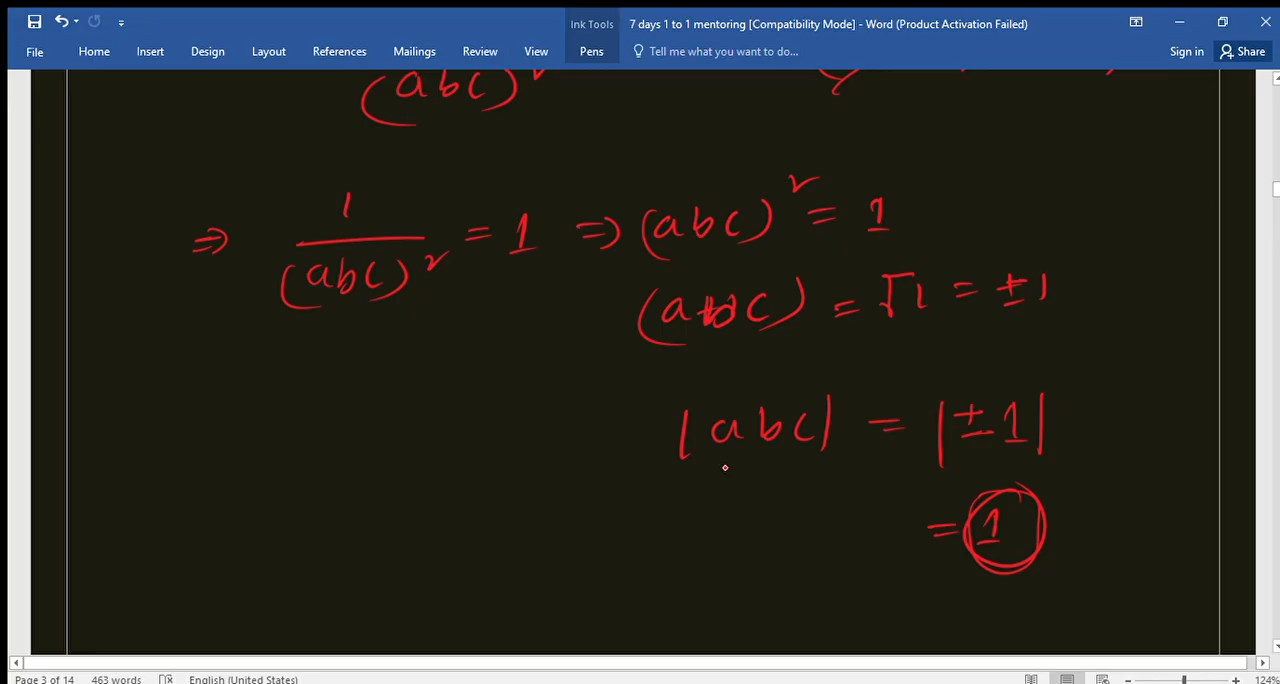 Ink Tools
7 days 1 to 1 mentoring [Compatibility Mode] - Word (Product Activation Failed)
File Home Insert Design Layout References Mailings Review View Pens Tell me what you want to do... Sign in Share
(abc)²
⇒ 1/(abc)² = 1 ⇒ (abc)² = 1
(abc) = √1 = ±1
|abc| = |±1|
= 1
Page 3 of 14 463 words English (United States) 124%